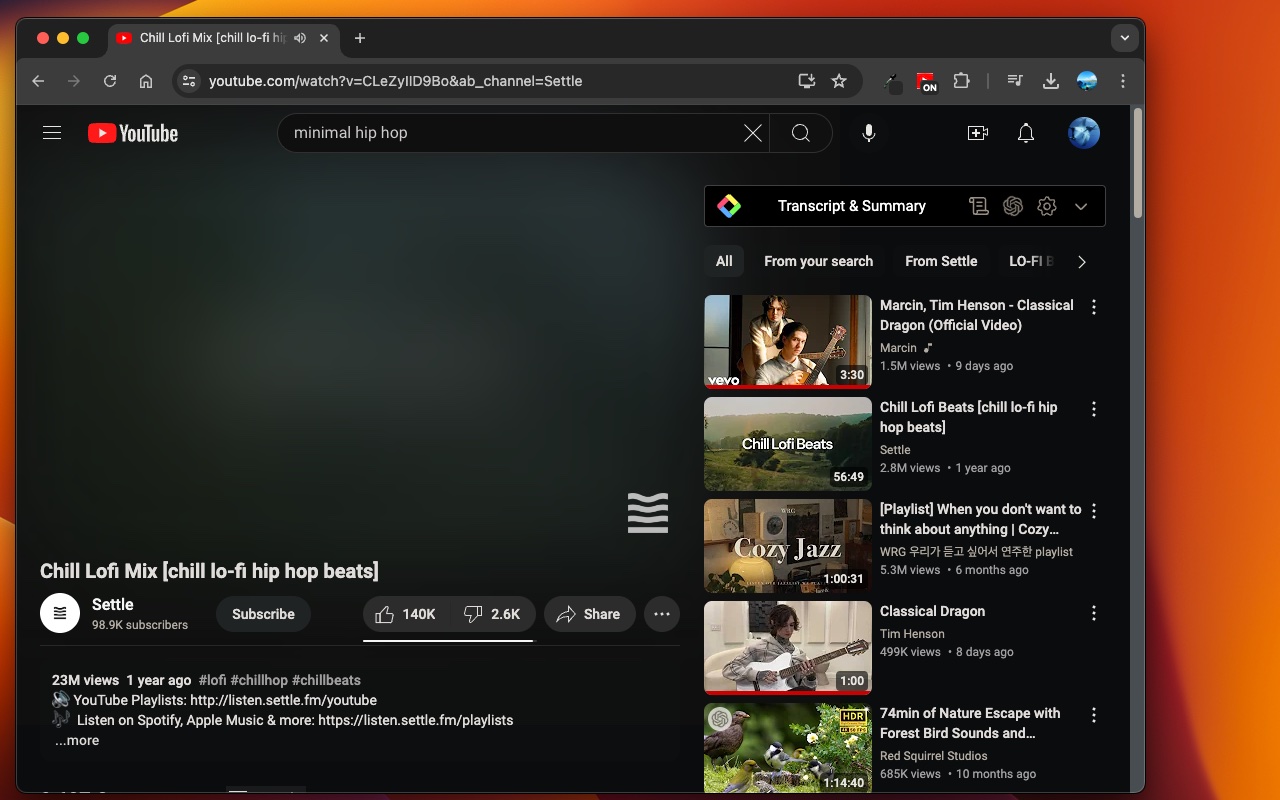 Chill Lofi Mix [chill lo-fi hip
youtube.com/watch?v=CLeZyIlD9Bo&ab_channel=Settle
ON
YouTube
minimal hip hop
Transcript & Summary
All
From your search
From Settle
LO-FI B
Marcin, Tim Henson - Classical
Dragon (Official Video)
Marcin
1.5M views • 9 days ago
vevo
3:30
Chill Lofi Beats [chill lo-fi hip
hop beats]
Settle
2.8M views • 1 year ago
Chill Lofi Beats
56:49
[Playlist] When you don't want to
think about anything | Cozy...
WRG 우리가 듣고 싶어서 연주한 playlist
5.3M views • 6 months ago
WRG
Cozy Jazz
1:00:31
Classical Dragon
Tim Henson
499K views • 8 days ago
1:00
74min of Nature Escape with
Forest Bird Sounds and...
Red Squirrel Studios
685K views • 10 months ago
HDR
1:14:40
Chill Lofi Mix [chill lo-fi hip hop beats]
Settle
98.9K subscribers
Subscribe
140K
2.6K
Share
23M views 1 year ago #lofi #chillhop #chillbeats
YouTube Playlists: http://listen.settle.fm/youtube
Listen on Spotify, Apple Music & more: https://listen.settle.fm/playlists
...more